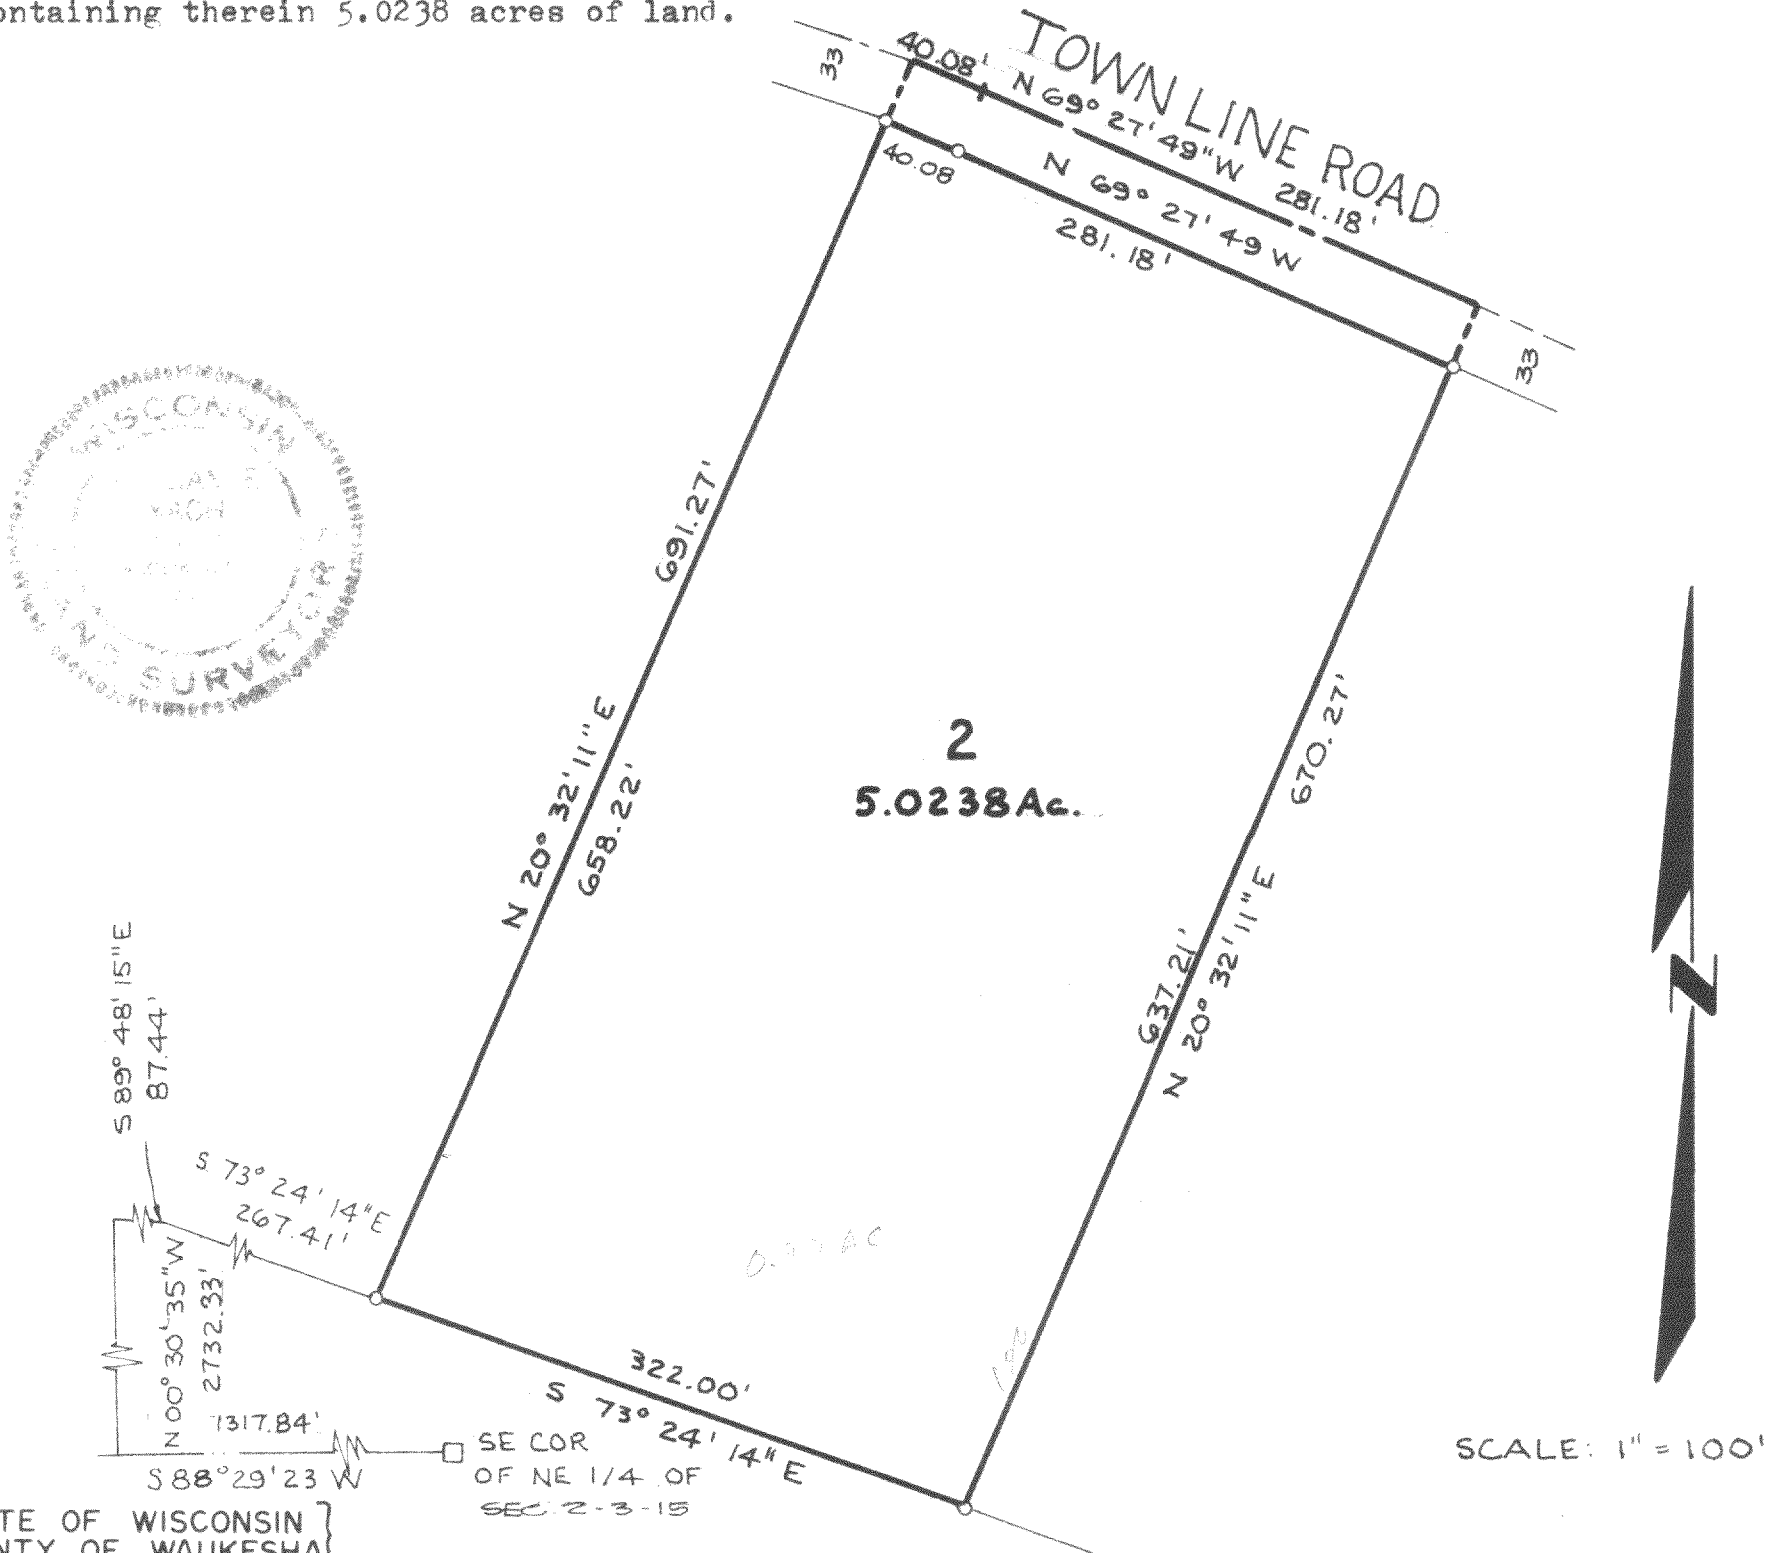 ontaining therein 5.0238 acres of land.
TOWN LINE ROAD
33
40.08'
N 69° 27' 49" W 281.18'
40.08
N 69° 27' 49 W
281.18'
33
WISCONSIN
SURVEYOR
691.27'
N 20° 32' 11" E
658.22'
2
5.0238 Ac.
670.27'
637.21'
N 20° 32' 11" E
S 89° 48' 15" E
87.44'
S 73° 24' 14" E
267.41'
N 00° 30' 35" W
2732.33'
1317.84'
S 88° 29' 23 W
SE COR
OF NE 1/4 OF
SEC. 2-3-15
322.00'
S 73° 24' 14" E
N
SCALE: 1" = 100'
TE OF WISCONSIN
NTY OF WAUKESHA